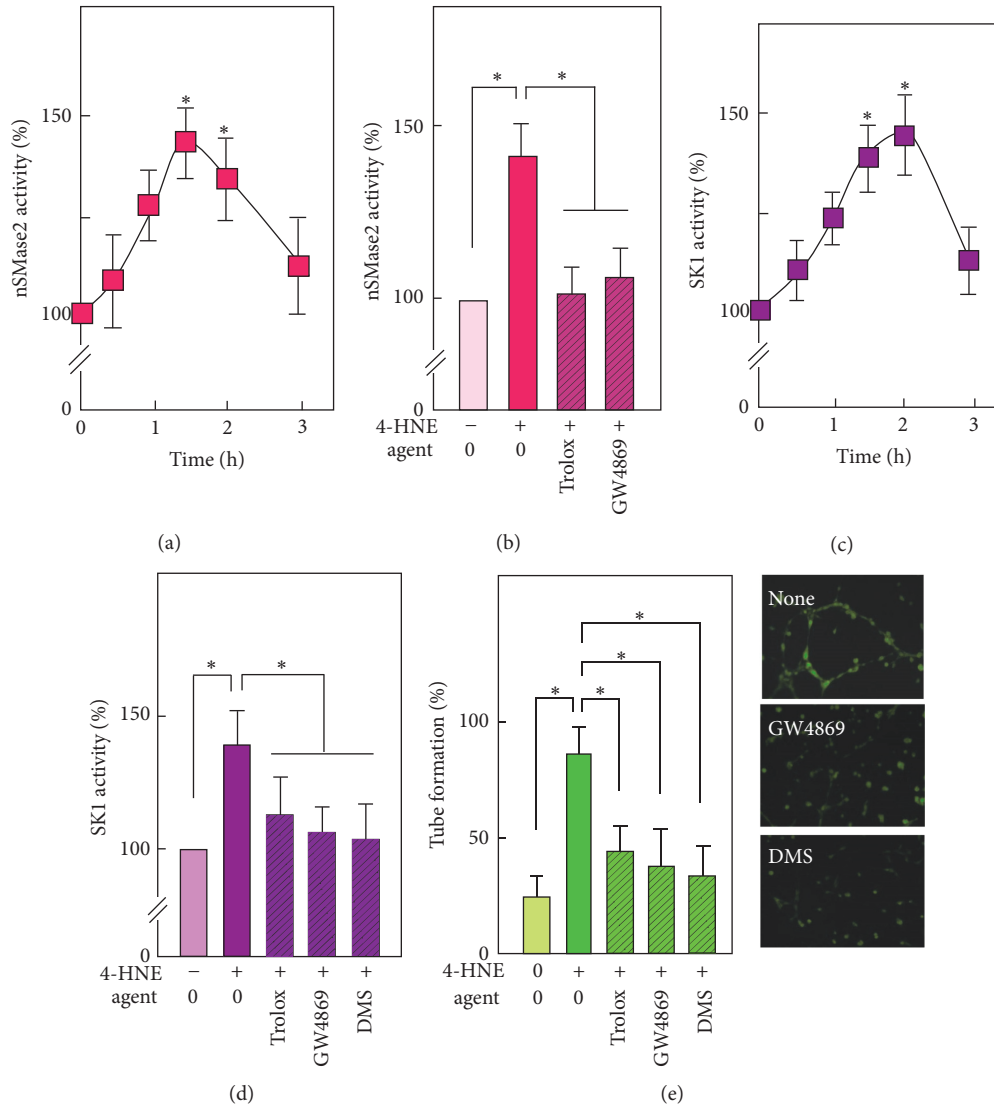 nSMase2 activity (%)
150
100
0
* *
0 1 2 3
Time (h)
(a)
nSMase2 activity (%)
150
100
0
* *
4-HNE − + + +
agent 0 0 Trolox GW4869
(b)
SK1 activity (%)
150
100
0
* *
0 1 2 3
Time (h)
(c)
SK1 activity (%)
150
100
0
* *
4-HNE − + + + +
agent 0 0 Trolox GW4869 DMS
(d)
Tube formation (%)
100
50
0
*
*
* *
4-HNE 0 + + + +
agent 0 0 Trolox GW4869 DMS
None
GW4869
DMS
(e)